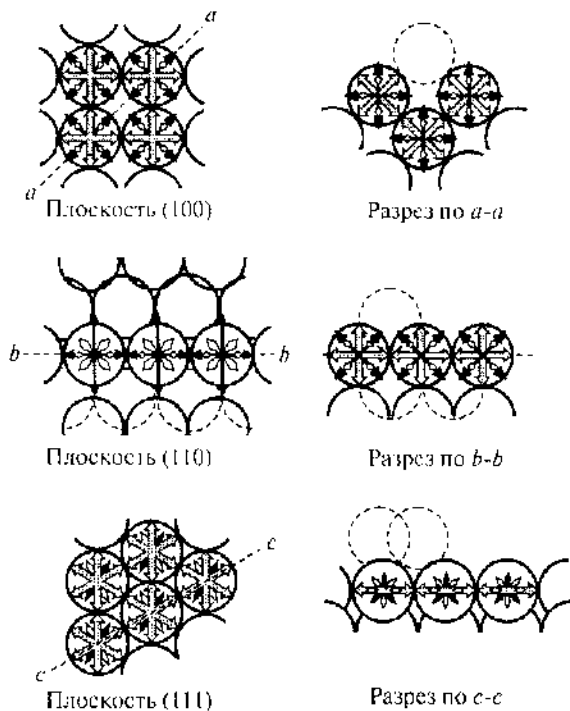 a
a
Плоскость (100)
Разрез по a-a
b
b
Плоскость (110)
Разрез по b-b
c
c
Плоскость (111)
Разрез по c-c